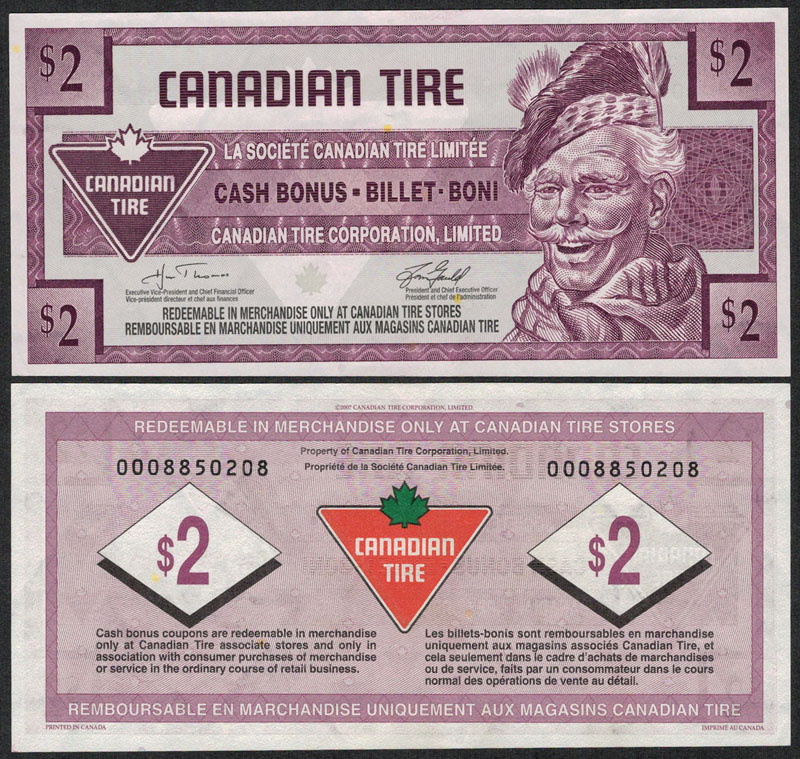 $2
$2
CANADIAN TIRE
CANADIAN
TIRE
LA SOCIÉTÉ CANADIAN TIRE LIMITÉE
CASH BONUS - BILLET - BONI
CANADIAN TIRE CORPORATION, LIMITED
Executive Vice-President and Chief Financial Officer
Vice-président directeur et chef aux finances
President and Chief Executive Officer
Président et chef de l'administration
$2
$2
REDEEMABLE IN MERCHANDISE ONLY AT CANADIAN TIRE STORES
REMBOURSABLE EN MARCHANDISE UNIQUEMENT AUX MAGASINS CANADIAN TIRE
©2007 CANADIAN TIRE CORPORATION, LIMITED
REDEEMABLE IN MERCHANDISE ONLY AT CANADIAN TIRE STORES
Property of Canadian Tire Corporation, Limited.
Propriété de la Société Canadian Tire Limitée.
0008850208
0008850208
$2
CANADIAN
TIRE
$2
Cash bonus coupons are redeemable in merchandise
only at Canadian Tire associate stores and only in
association with consumer purchases of merchandise
or service in the ordinary course of retail business.
Les billets-bonis sont remboursables en marchandise
uniquement aux magasins associés Canadian Tire, et
cela seulement dans le cadre d'achats de marchandises
ou de service, faits par un consommateur dans le cours
normal des opérations de vente au détail.
REMBOURSABLE EN MARCHANDISE UNIQUEMENT AUX MAGASINS CANADIAN TIRE
PRINTED IN CANADA
IMPRIMÉ AU CANADA